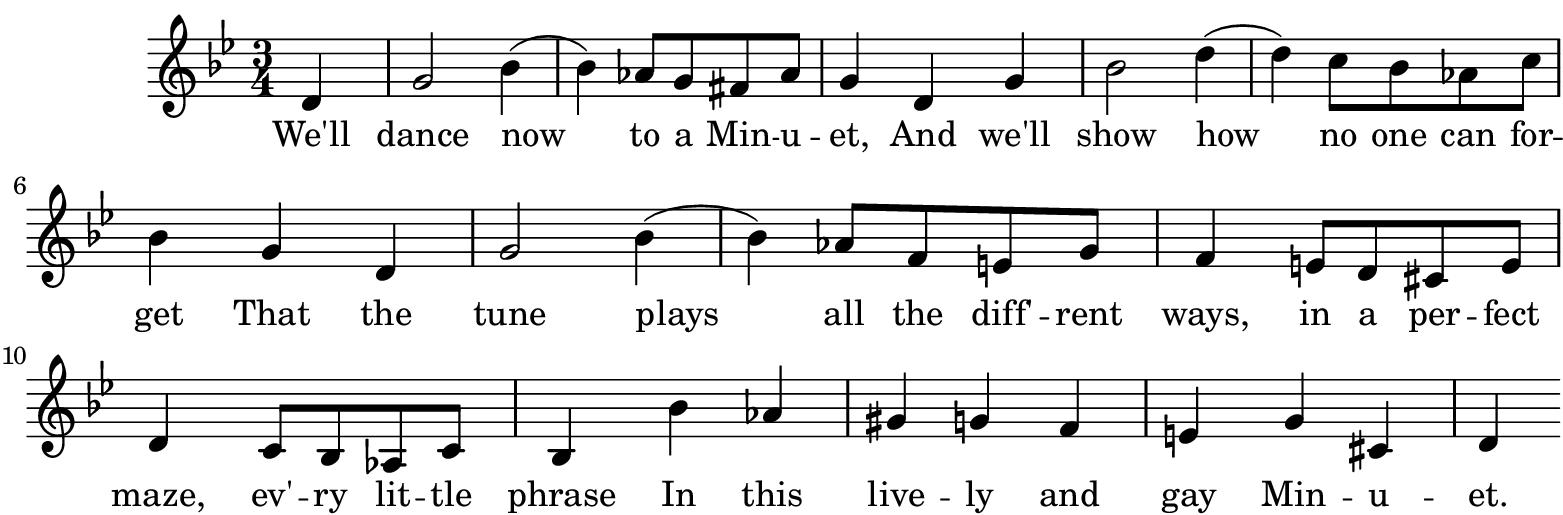 3
4
We'll dance now to a Min -- u -- et, And we'll show how no one can for --
6
get That the tune plays all the diff' -- rent ways, in a per -- fect
10
maze, ev' -- ry lit -- tle phrase In this live -- ly and gay Min -- u -- et.